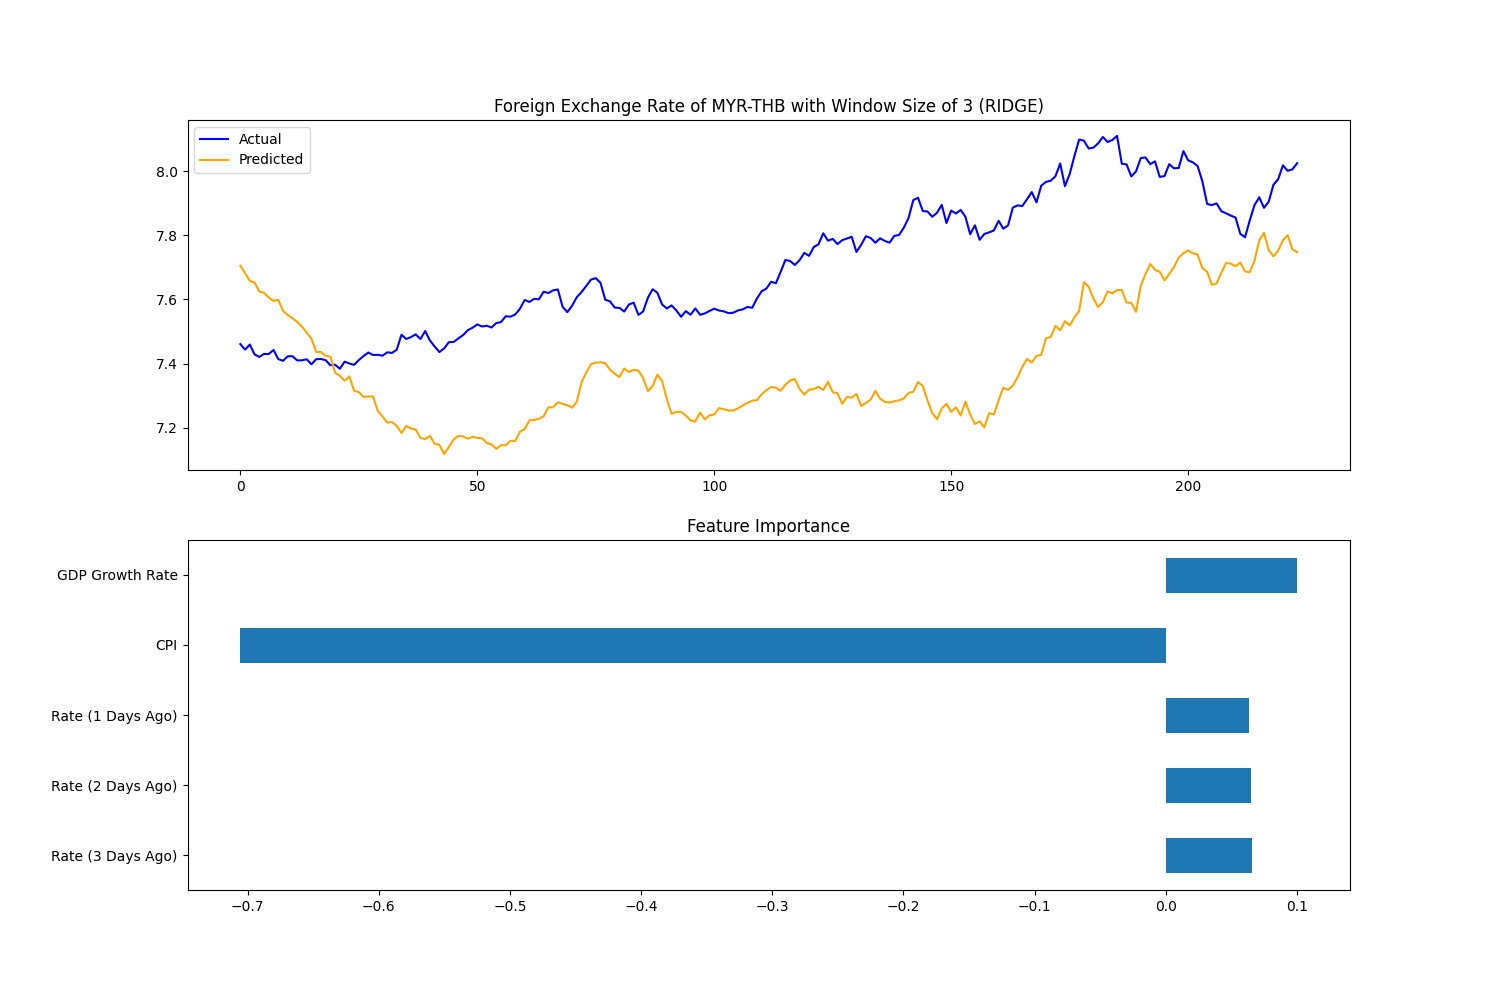 Foreign Exchange Rate of MYR-THB with Window Size of 3 (RIDGE)
Actual
Predicted
8.0
7.8
7.6
7.4
7.2
0 50 100 150 200
Feature Importance
GDP Growth Rate
CPI
Rate (1 Days Ago)
Rate (2 Days Ago)
Rate (3 Days Ago)
−0.7 −0.6 −0.5 −0.4 −0.3 −0.2 −0.1 0.0 0.1